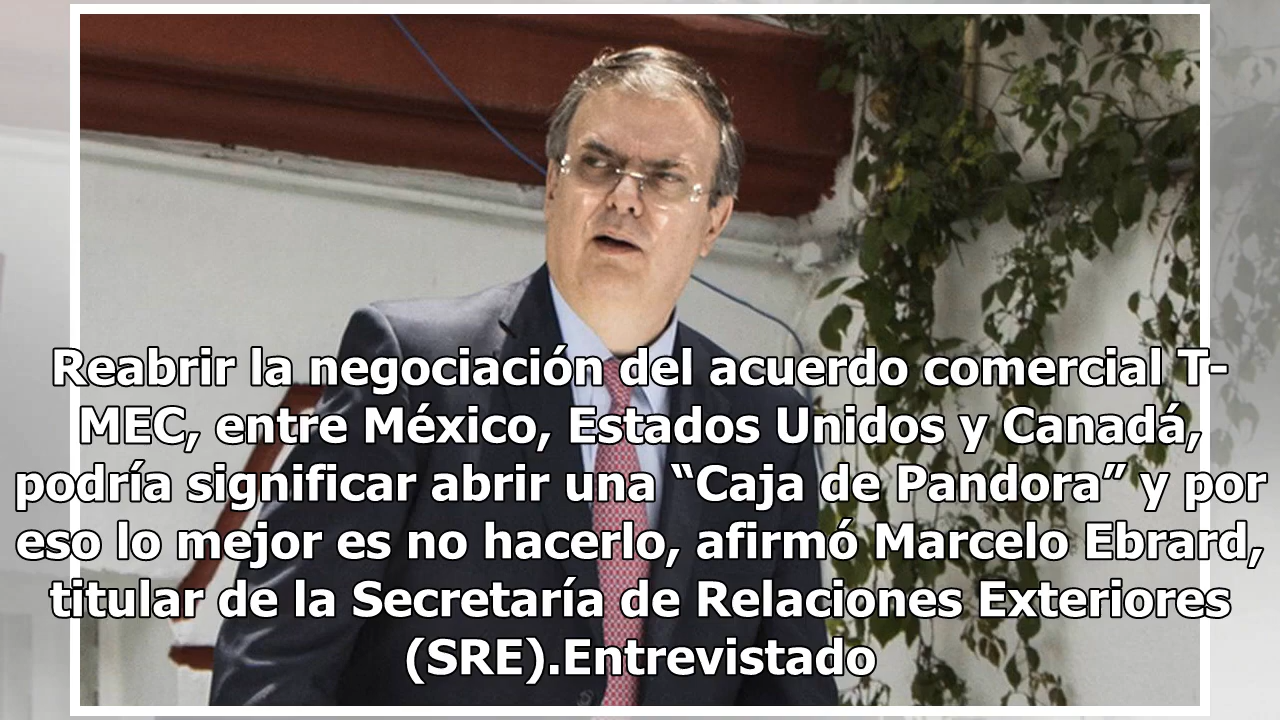 Reabrir la negociación del acuerdo comercial T-
MEC, entre México, Estados Unidos y Canadá,
podría significar abrir una “Caja de Pandora” y por
eso lo mejor es no hacerlo, afirmó Marcelo Ebrard,
titular de la Secretaría de Relaciones Exteriores
(SRE).Entrevistado